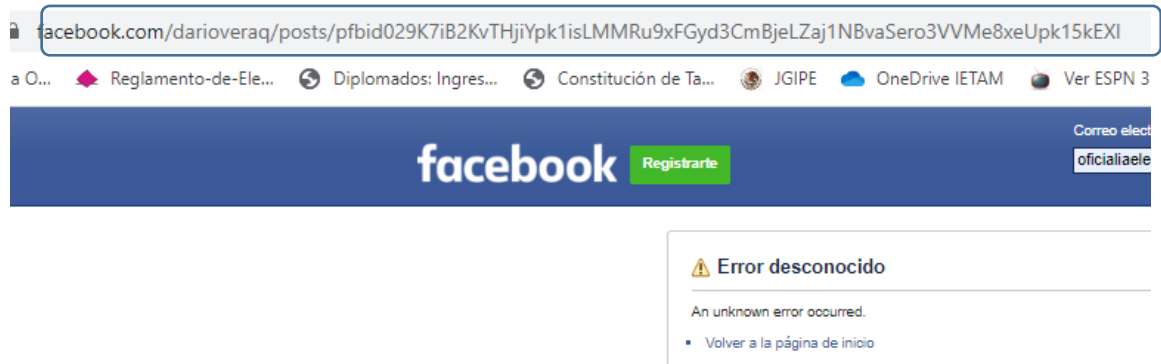 facebook.com/darioveraq/posts/pfbid029K7iB2KvTHjiYpk1isLMMRu9xFGyd3CmBjeLZaj1NBvaSero3VVMe8xeUpk15kEXl
a O... Reglamento-de-Ele... Diplomados: Ingres... Constitución de Ta... JGIPE OneDrive IETAM Ver ESPN 3
Correo elect
facebook Registrarte oficialiaele
Error desconocido
An unknown error occurred.
Volver a la página de inicio